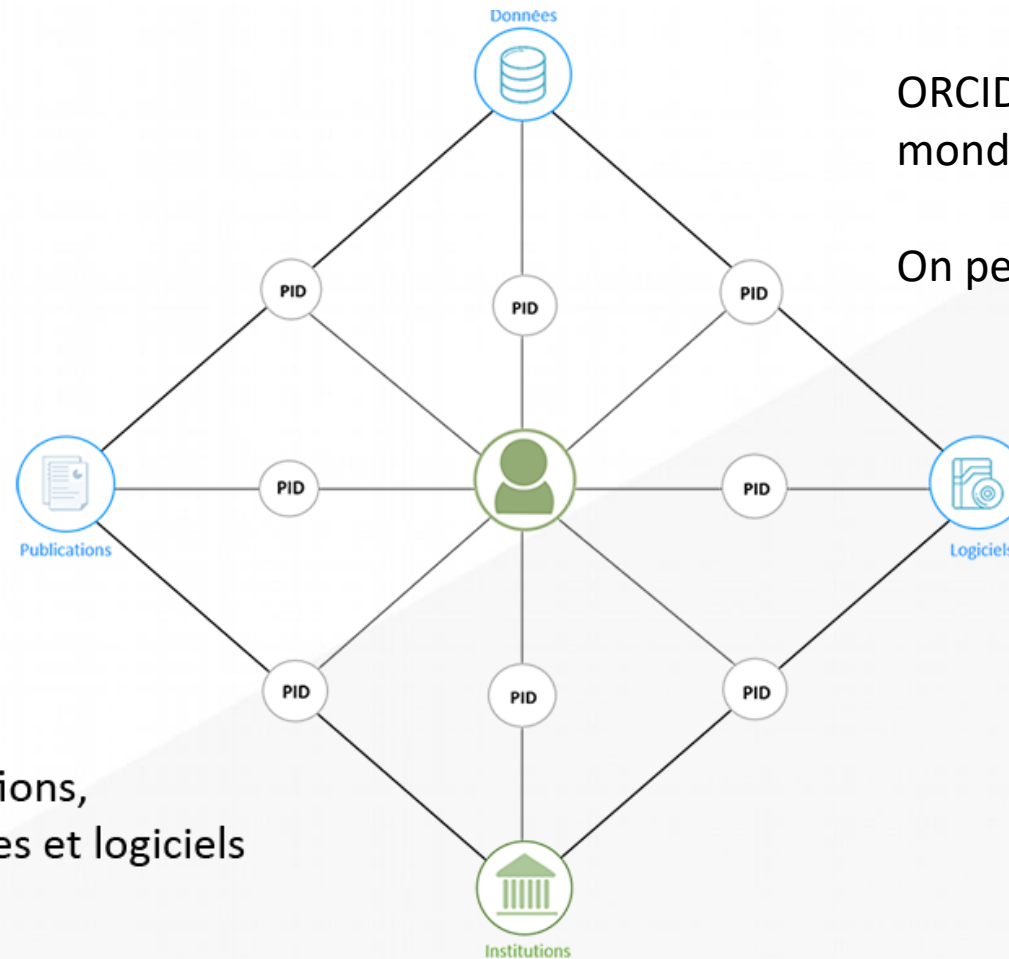 Données
ORCID
mond
On pe
PID
PID
PID
PID
PID
Publications
Logiciels
PID
PID
PID
ions,
es et logiciels
Institutions